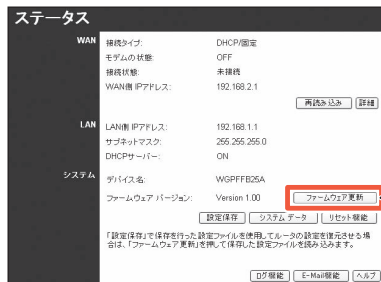 ステータス
WAN
接続タイプ: DHCP/固定
モデムの状態: OFF
接続状態: 未接続
WAN側 IPアドレス: 192.168.2.1
再読み込み 詳細
LAN
LAN側 IPアドレス: 192.168.1.1
サブネットマスク: 255.255.255.0
DHCPサーバー: ON
システム
デバイス名: WGPFFB25A
ファームウェア バージョン: Version 1.00 ファームウェア更新
設定保存 システム データ リセット機能
「設定保存」で保存を行った設定ファイルを使用してルータの設定を復元させる場
合は、「ファームウェア更新」を押して保存した設定ファイルを読み込みます。
ログ機能 E-Mail機能 ヘルプ